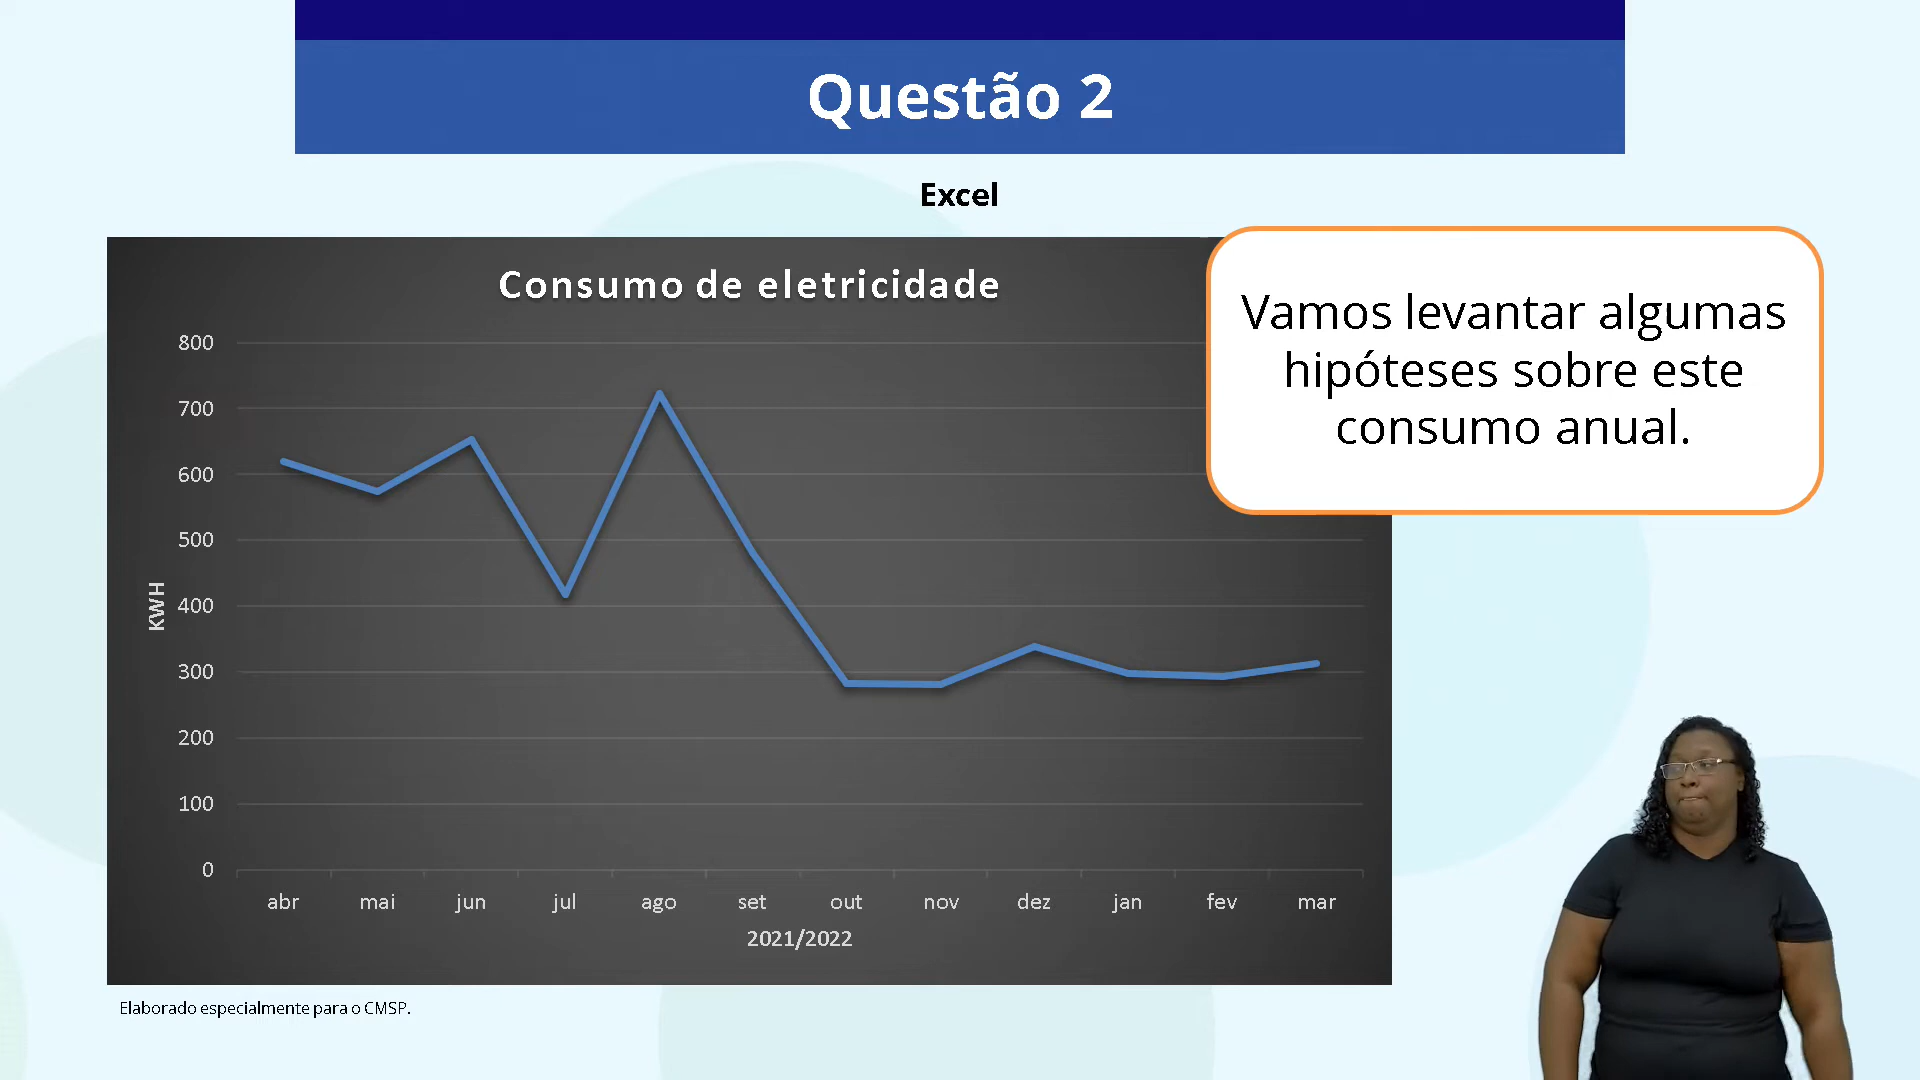 Questão 2
Excel
Consumo de eletricidade
Vamos levantar algumas
hipóteses sobre este
consumo anual.
800
700
600
500
400
300
200
100
0
KWH
abr mai jun jul ago set out nov dez jan fev mar
2021/2022
Elaborado especialmente para o CMSP.